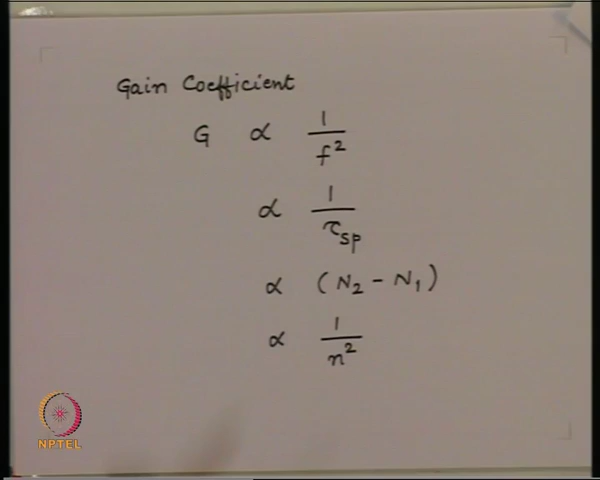 Gain Coefficient
G ∝ 1/f²
∝ 1/τsp
∝ (N₂ - N₁)
∝ 1/n²
NPTEL